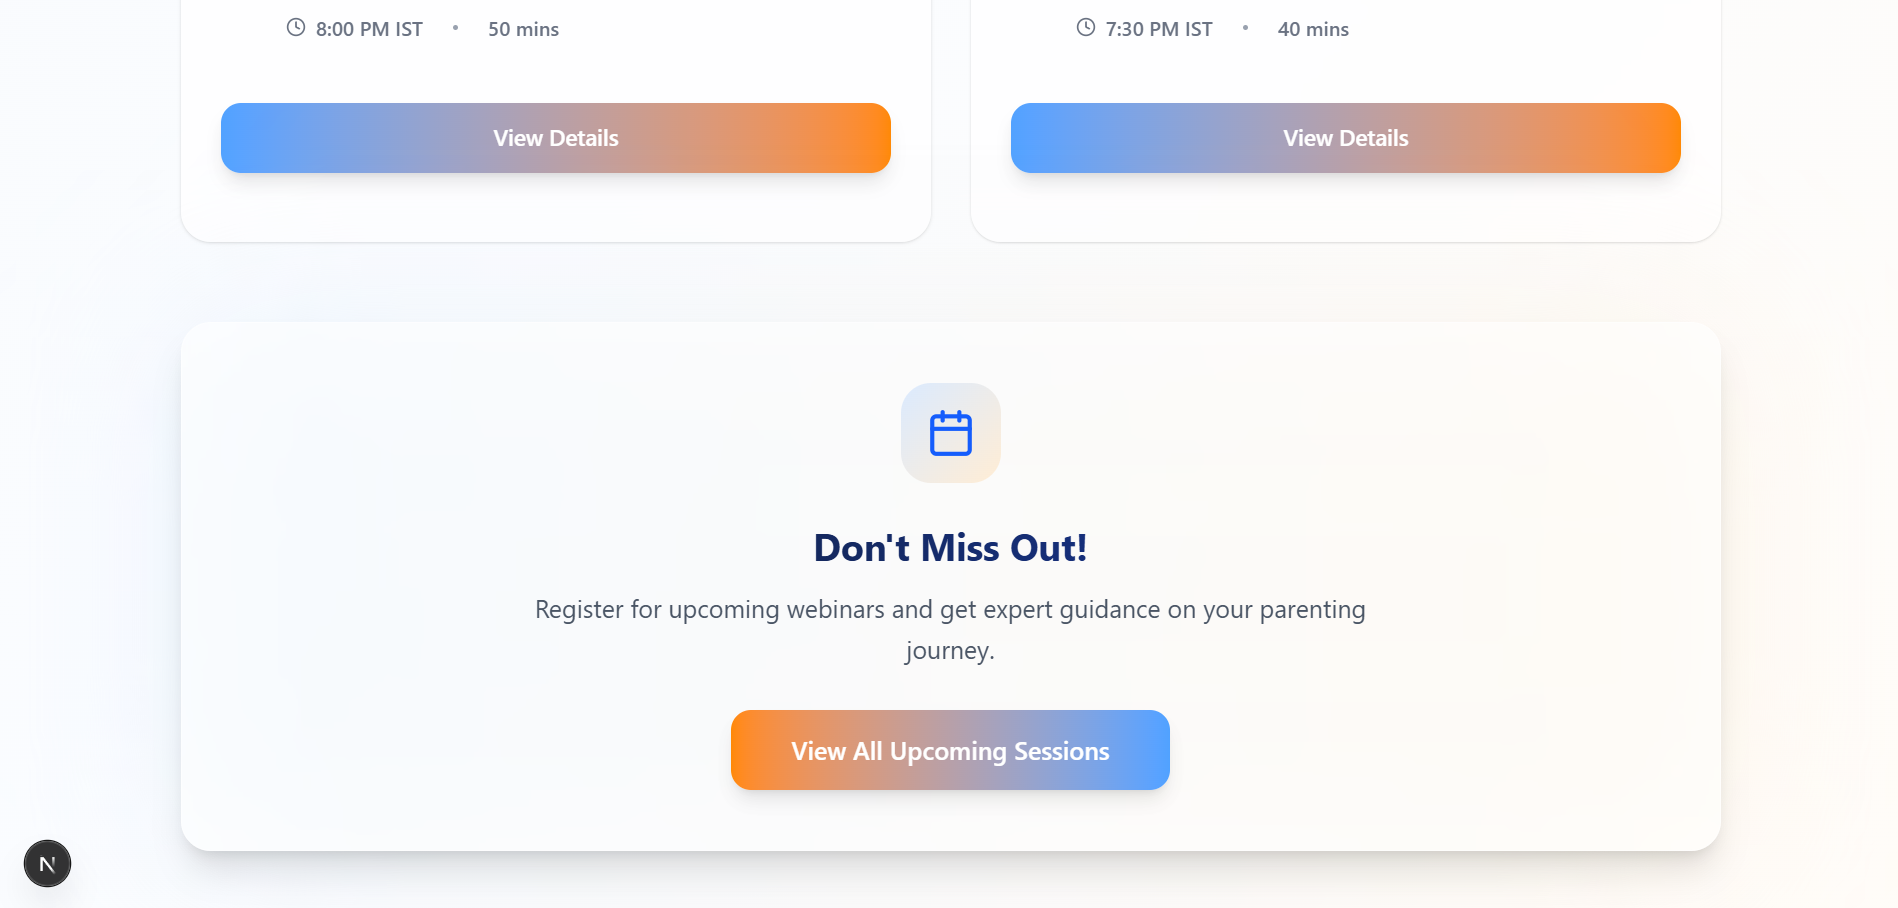 8:00 PM IST • 50 mins
7:30 PM IST • 40 mins
View Details
View Details
Don't Miss Out!
Register for upcoming webinars and get expert guidance on your parenting
journey.
View All Upcoming Sessions
N